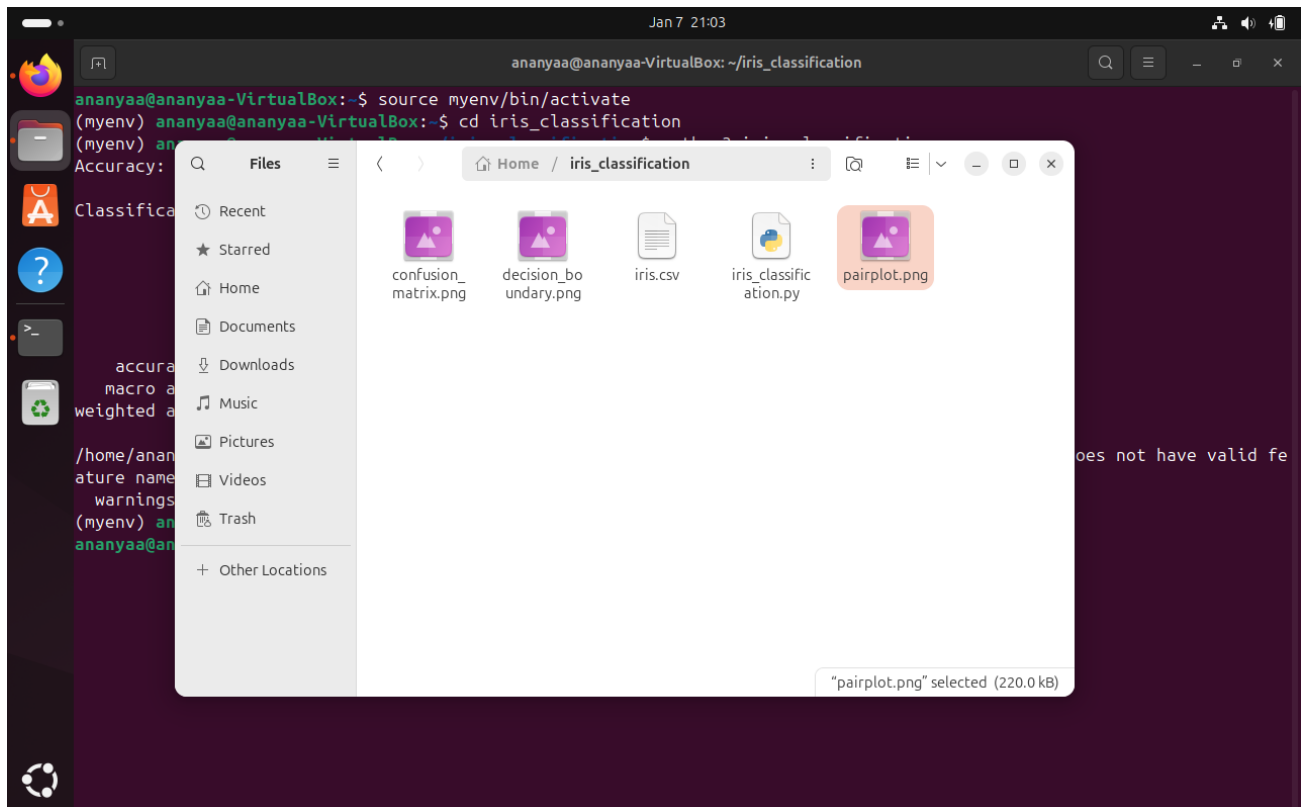 Jan 7 21:03
ananyaa@ananyaa-VirtualBox: ~/iris_classification
ananyaa@ananyaa-VirtualBox:~$ source myenv/bin/activate
(myenv) ananyaa@ananyaa-VirtualBox:~$ cd iris_classification
(myenv) an
Accuracy:
Classifica
accura
macro a
weighted a
/home/anan
oes not have valid fe
ature name
warnings
(myenv) an
ananyaa@an
Files
Home / iris_classification
Recent
Starred
Home
Documents
Downloads
Music
Pictures
Videos
Trash
+ Other Locations
confusion_
matrix.png
decision_bo
undary.png
iris.csv
iris_classific
ation.py
pairplot.png
“pairplot.png” selected (220.0 kB)